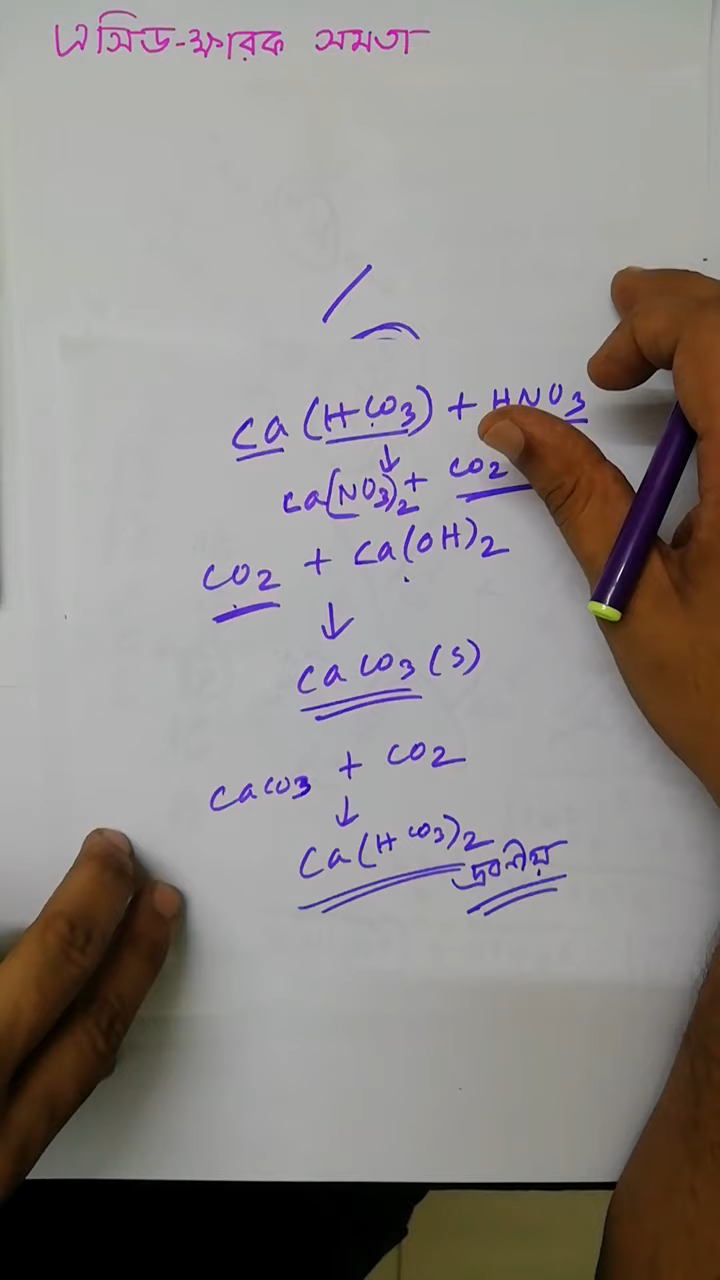 এসিড-ক্ষারক সমতা
Ca(HCO3) + HNO3
↓
Ca(NO3)2 + CO2
CO2 + Ca(OH)2
↓
CaCO3(s)
CaCO3 + CO2
↓
Ca(HCO3)2
দ্রবনীয়